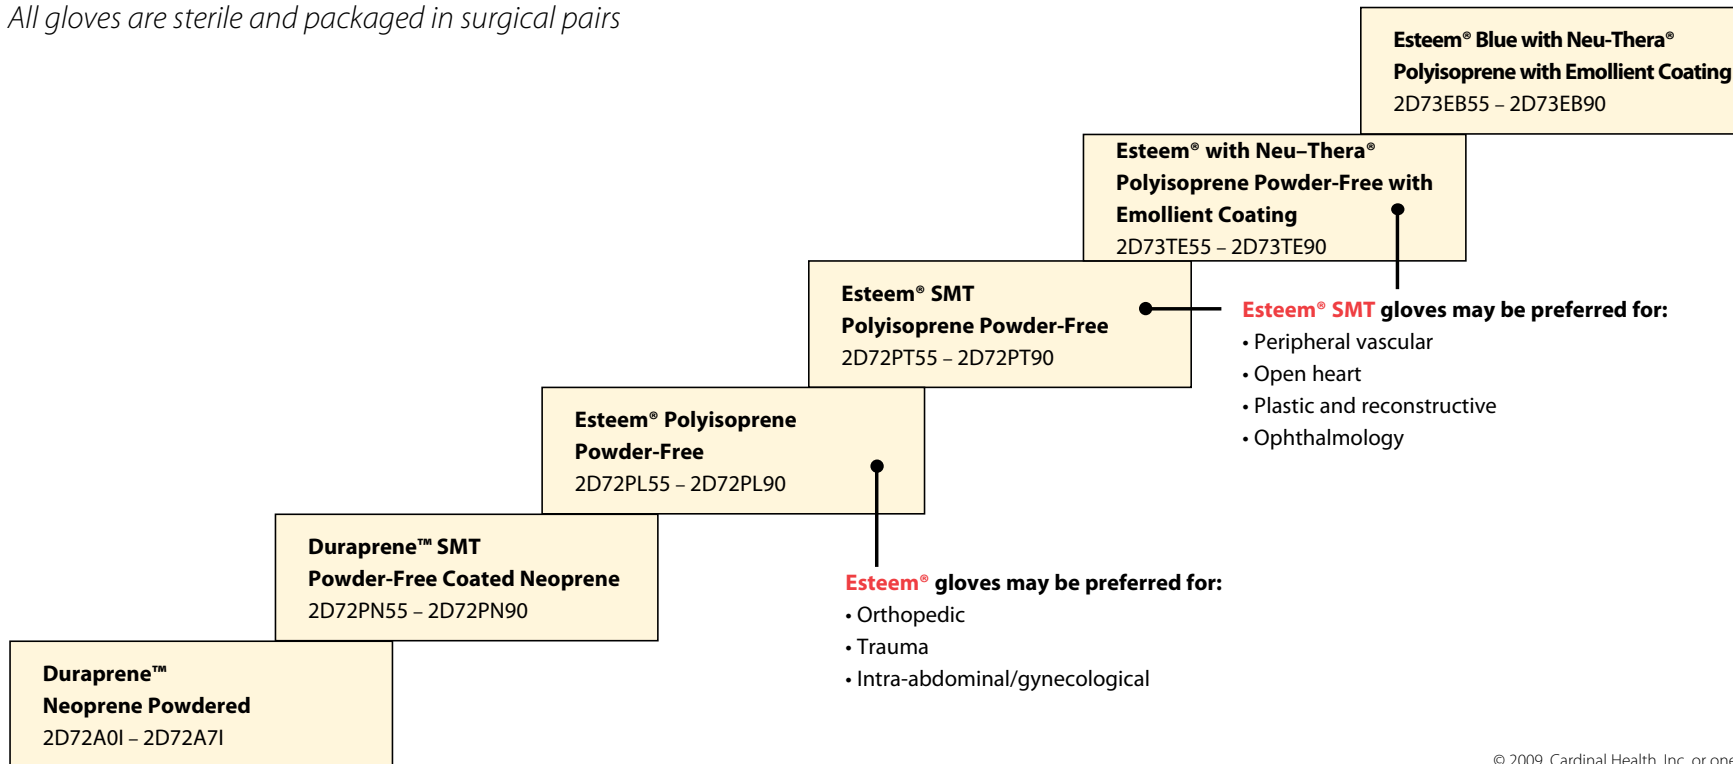 All gloves are sterile and packaged in surgical pairs
Esteem® Blue with Neu-Thera®
Polyisoprene with Emollient Coating
2D73EB55 – 2D73EB90
Esteem® with Neu–Thera®
Polyisoprene Powder-Free with
Emollient Coating
2D73TE55 – 2D73TE90
Esteem® SMT
Polyisoprene Powder-Free
2D72PT55 – 2D72PT90
Esteem® SMT gloves may be preferred for:
• Peripheral vascular
• Open heart
• Plastic and reconstructive
• Ophthalmology
Esteem® Polyisoprene
Powder-Free
2D72PL55 – 2D72PL90
Esteem® gloves may be preferred for:
• Orthopedic
• Trauma
• Intra-abdominal/gynecological
Duraprene™ SMT
Powder-Free Coated Neoprene
2D72PN55 – 2D72PN90
Duraprene™
Neoprene Powdered
2D72A0I – 2D72A7I
© 2009, Cardinal Health, Inc. or one